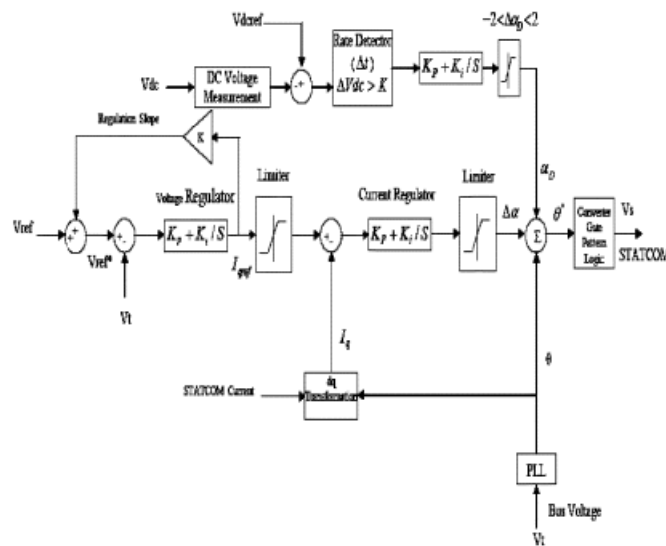 Vdcref
−2<Δα_D<2
Rate Detector
(Δt)
ΔVdc > K
K_P + K_i /S
Vdc
DC Voltage
Measurement
- +
Regulation Slope
K
Limiter
Limiter
α_D
Voltage Regulator
Current Regulator
Δα
θ*
Converter
Gate
Pattern
Logic
Vs
STATCOM
Vref
+ +
+ -
K_P + K_i /S
+ -
K_P + K_i /S
Σ
Vref*
I_qref
Vt
I_q
θ
STATCOM Current
dq
Transformation
PLL
Bus Voltage
Vt